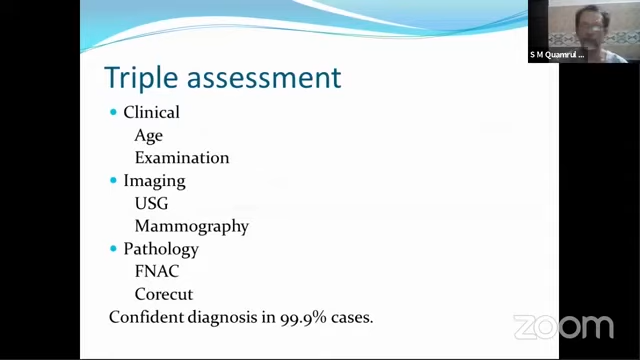 Triple assessment
Clinical
Age
Examination
Imaging
USG
Mammography
Pathology
FNAC
Corecut
Confident diagnosis in 99.9% cases.
S M Quamrul ...
zoom